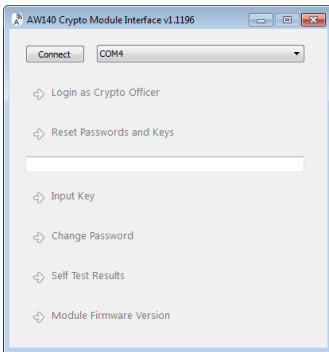 AW140 Crypto Module Interface v1.1196
Connect COM4
Login as Crypto Officer
Reset Passwords and Keys
Input Key
Change Password
Self Test Results
Module Firmware Version